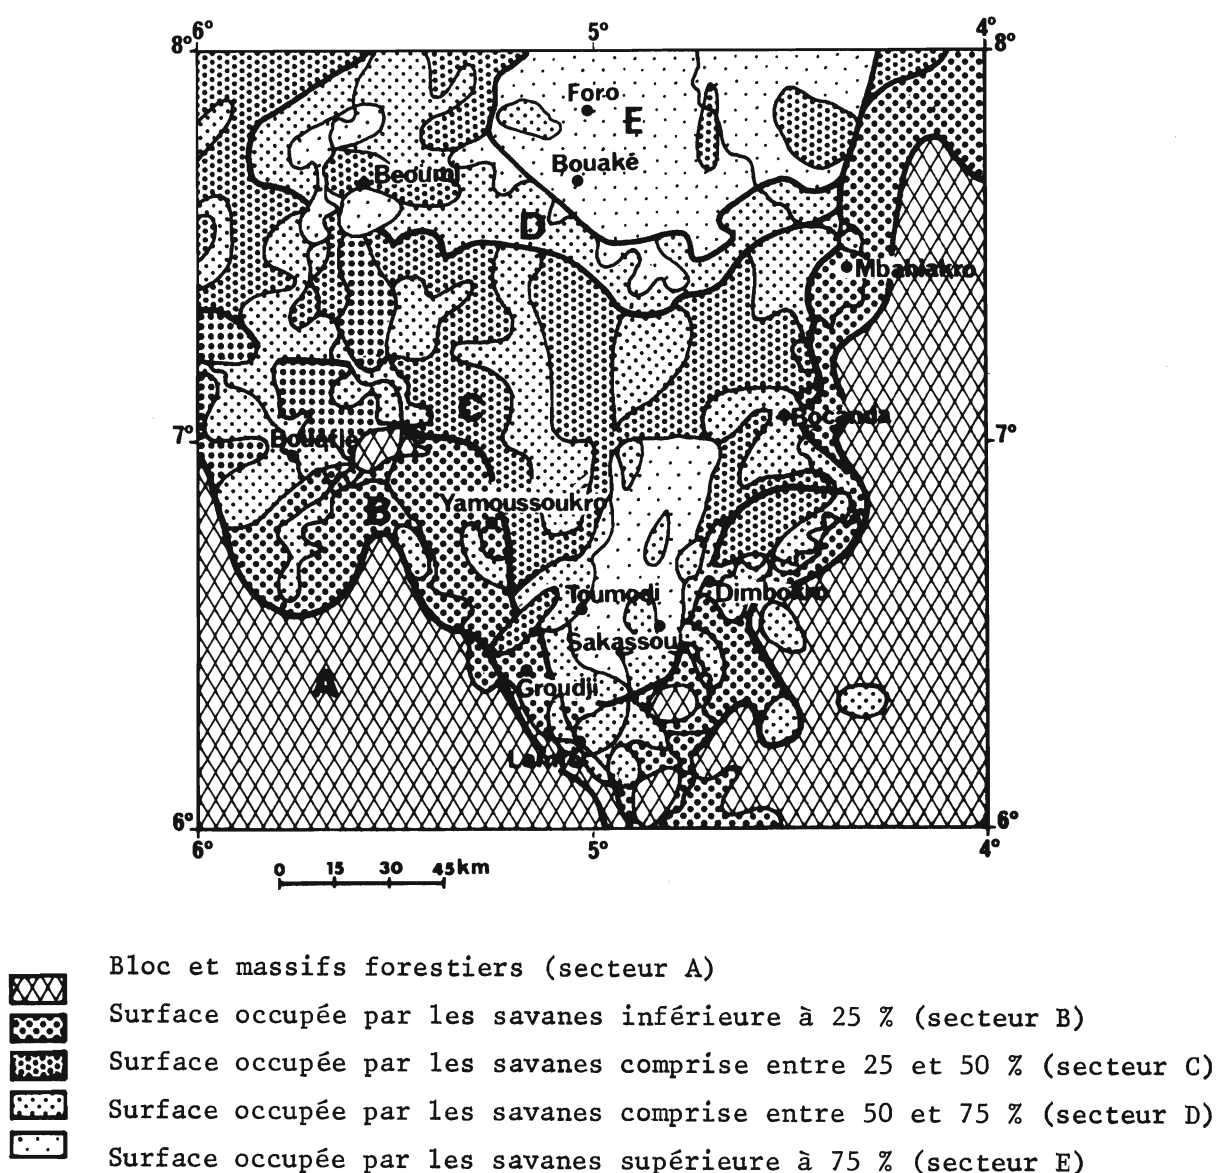 6° 5° 4°
8° 8°
Foro
E
Bouaké
Beoumi
D
Mbahiakro
C
Bocanda
7° 7°
Bouaflé
Yamoussoukro
B
Toumodi
Dimbokro
Sakassou
A
Groudji
6° 6°
6° 5° 4°
0 15 30 45km
Bloc et massifs forestiers (secteur A)
Surface occupée par les savanes inférieure à 25 % (secteur B)
Surface occupée par les savanes comprise entre 25 et 50 % (secteur C)
Surface occupée par les savanes comprise entre 50 et 75 % (secteur D)
Surface occupée par les savanes supérieure à 75 % (secteur E)